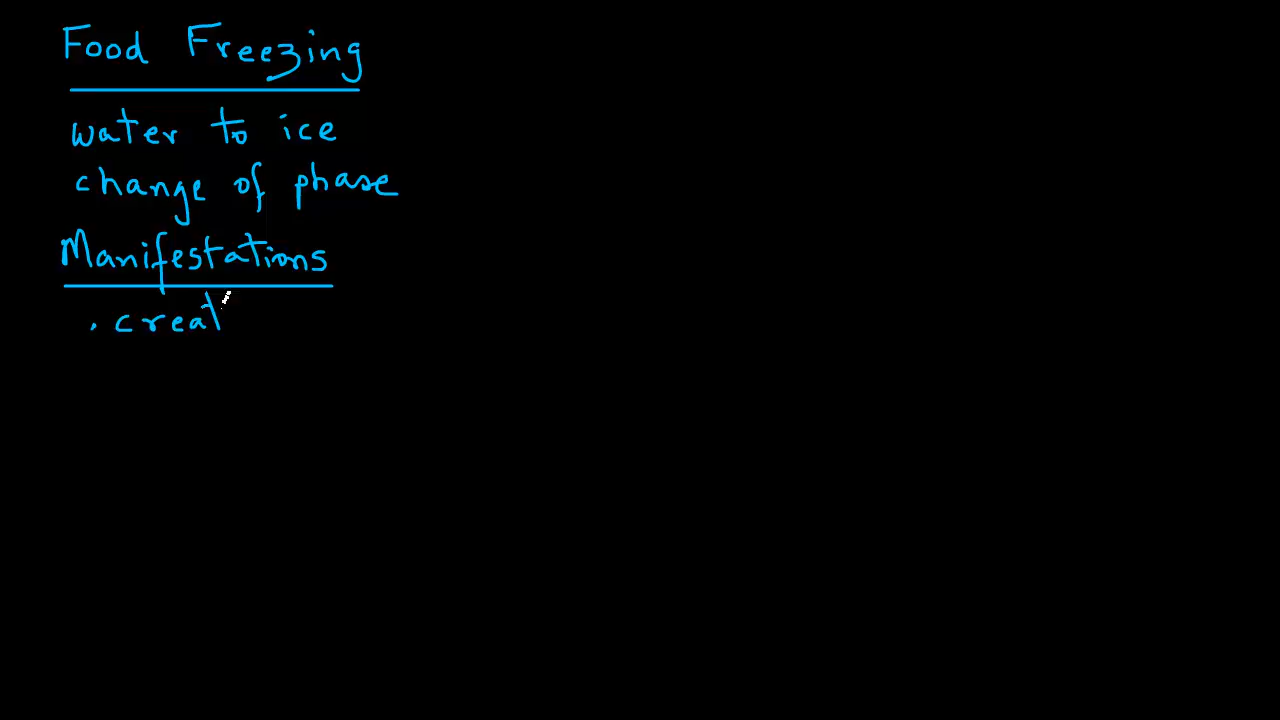 Food Freezing
water to ice
change of phase
Manifestations
. creat